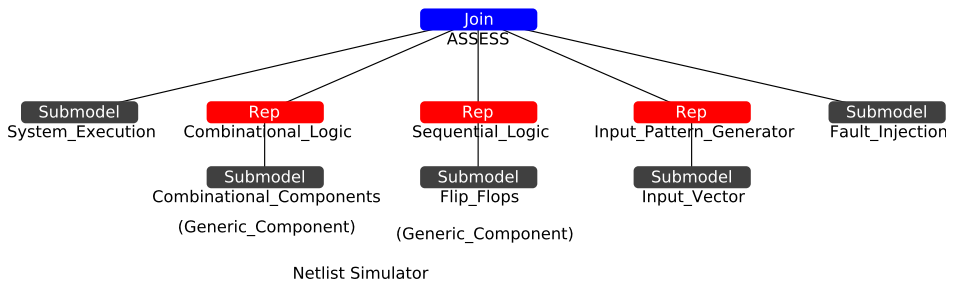 Join
ASSESS
Submodel
System_Execution
Rep
Combinational_Logic
Rep
Sequential_Logic
Rep
Input_Pattern_Generator
Submodel
Fault_Injection
Submodel
Combinational_Components
(Generic_Component)
Submodel
Flip_Flops
(Generic_Component)
Submodel
Input_Vector
Netlist Simulator